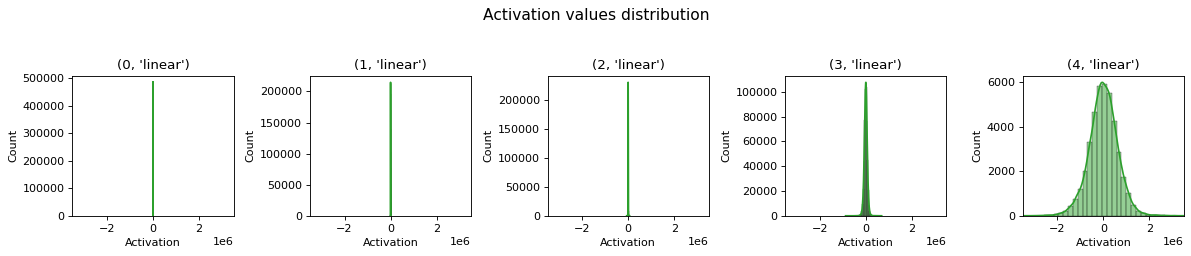 Activation values distribution
(0, 'linear')
500000
400000
300000
200000
100000
0
Count
−2 0 2
1e6
Activation
(1, 'linear')
200000
150000
100000
50000
0
Count
−2 0 2
1e6
Activation
(2, 'linear')
200000
150000
100000
50000
0
Count
−2 0 2
1e6
Activation
(3, 'linear')
100000
80000
60000
40000
20000
0
Count
−2 0 2
1e6
Activation
(4, 'linear')
6000
4000
2000
0
Count
−2 0 2
1e6
Activation